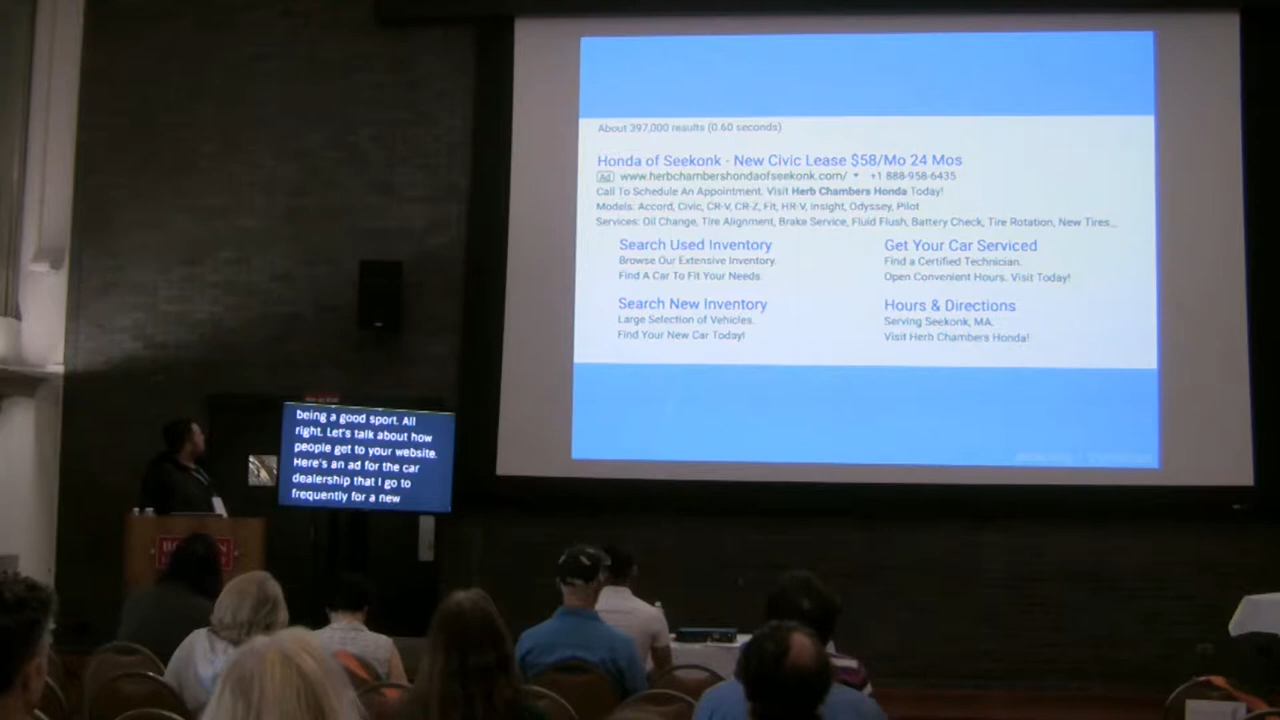 About 397,000 results (0.60 seconds)
Honda of Seekonk - New Civic Lease $58/Mo 24 Mos
Ad www.herbchambershondaofseekonk.com/ +1 888-958-6435
Call To Schedule An Appointment. Visit Herb Chambers Honda Today!
Models: Accord, Civic, CR-V, CR-Z, Fit, HR-V, Insight, Odyssey, Pilot
Services: Oil Change, Tire Alignment, Brake Service, Fluid Flush, Battery Check, Tire Rotation, New Tires...
Search Used Inventory
Browse Our Extensive Inventory.
Find A Car To Fit Your Needs.
Get Your Car Serviced
Find a Certified Technician.
Open Convenient Hours. Visit Today!
Search New Inventory
Large Selection of Vehicles.
Find Your New Car Today!
Hours & Directions
Serving Seekonk, MA.
Visit Herb Chambers Honda!
being a good sport. All
right. Let's talk about how
people get to your website.
Here's an ad for the car
dealership that I go to
frequently for a new